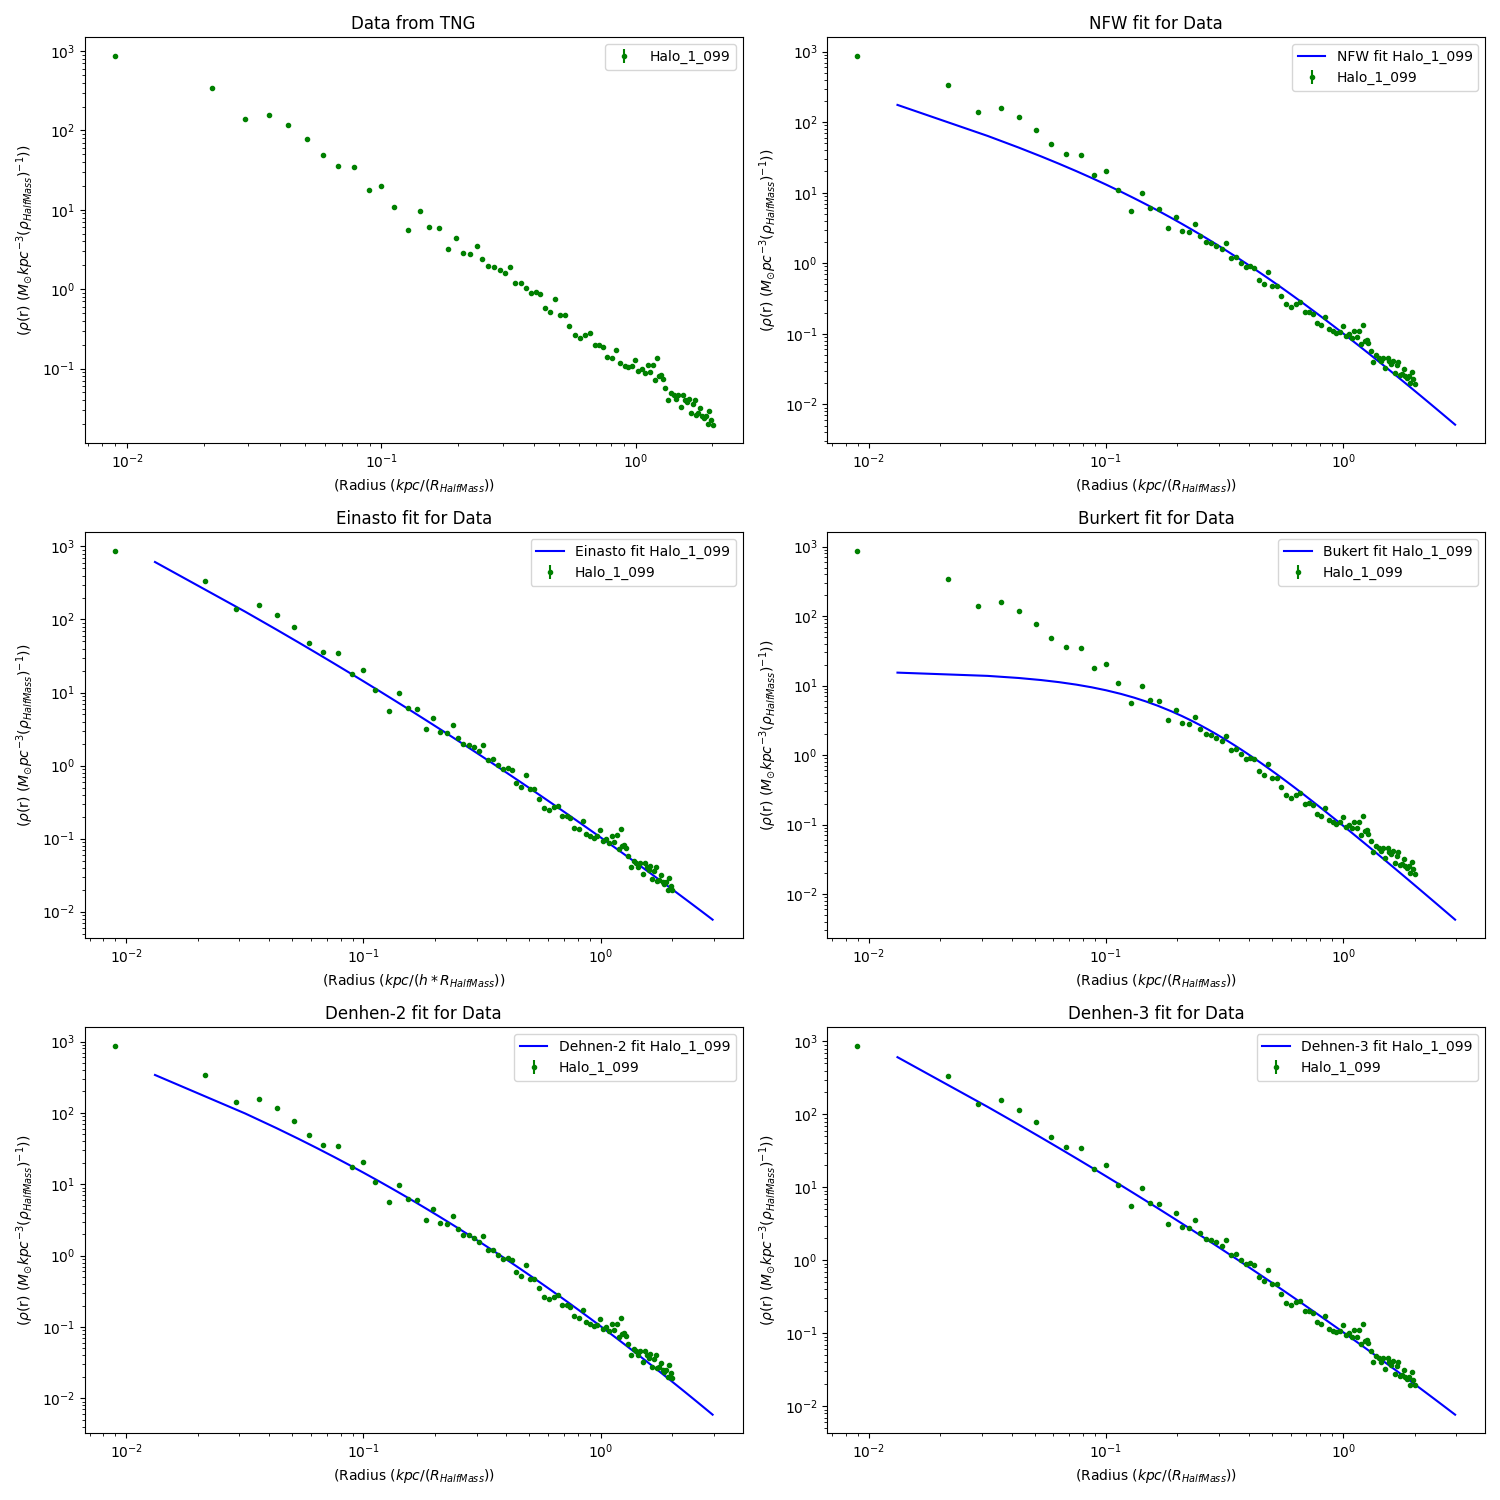 Data from TNG
Halo_1_099
10³
10²
10¹
10⁰
10⁻¹
(ρ(r) (M⊙kpc⁻³(ρHalfMass)⁻¹))
10⁻² 10⁻¹ 10⁰
(Radius (kpc/(RHalfMass))
NFW fit for Data
NFW fit Halo_1_099
Halo_1_099
10³
10²
10¹
10⁰
10⁻¹
10⁻²
(ρ(r) (M⊙pc⁻³(ρHalfMass)⁻¹))
10⁻² 10⁻¹ 10⁰
(Radius (kpc/(RHalfMass))
Einasto fit for Data
Einasto fit Halo_1_099
Halo_1_099
10³
10²
10¹
10⁰
10⁻¹
10⁻²
(ρ(r) (M⊙pc⁻³(ρHalfMass)⁻¹))
10⁻² 10⁻¹ 10⁰
(Radius (kpc/(h * RHalfMass))
Burkert fit for Data
Bukert fit Halo_1_099
Halo_1_099
10³
10²
10¹
10⁰
10⁻¹
10⁻²
(ρ(r) (M⊙kpc⁻³(ρHalfMass)⁻¹))
10⁻² 10⁻¹ 10⁰
(Radius (kpc/(RHalfMass))
Denhen-2 fit for Data
Dehnen-2 fit Halo_1_099
Halo_1_099
10³
10²
10¹
10⁰
10⁻¹
10⁻²
(ρ(r) (M⊙kpc⁻³(ρHalfMass)⁻¹))
10⁻² 10⁻¹ 10⁰
(Radius (kpc/(RHalfMass))
Denhen-3 fit for Data
Dehnen-3 fit Halo_1_099
Halo_1_099
10³
10²
10¹
10⁰
10⁻¹
10⁻²
(ρ(r) (M⊙kpc⁻³(ρHalfMass)⁻¹))
10⁻² 10⁻¹ 10⁰
(Radius (kpc/(RHalfMass))